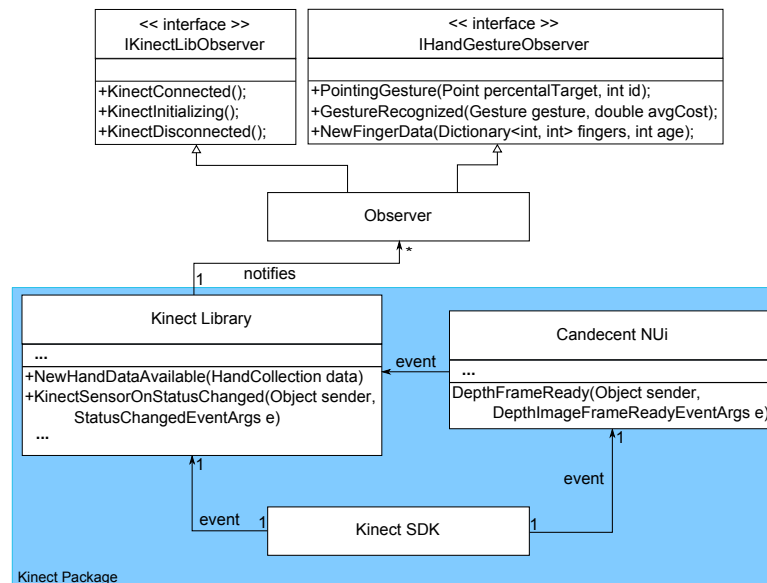 << interface >>
IKinectLibObserver
+KinectConnected();
+KinectInitializing();
+KinectDisconnected();
<< interface >>
IHandGestureObserver
+PointingGesture(Point percentalTarget, int id);
+GestureRecognized(Gesture gesture, double avgCost);
+NewFingerData(Dictionary<int, int> fingers, int age);
Observer
*
1
notifies
Kinect Library
...
+NewHandDataAvailable(HandCollection data)
+KinectSensorOnStatusChanged(Object sender,
StatusChangedEventArgs e)
...
event
Candecent NUi
...
DepthFrameReady(Object sender,
DepthImageFrameReadyEventArgs e)
1
1
event
event
1
Kinect SDK
1
Kinect Package